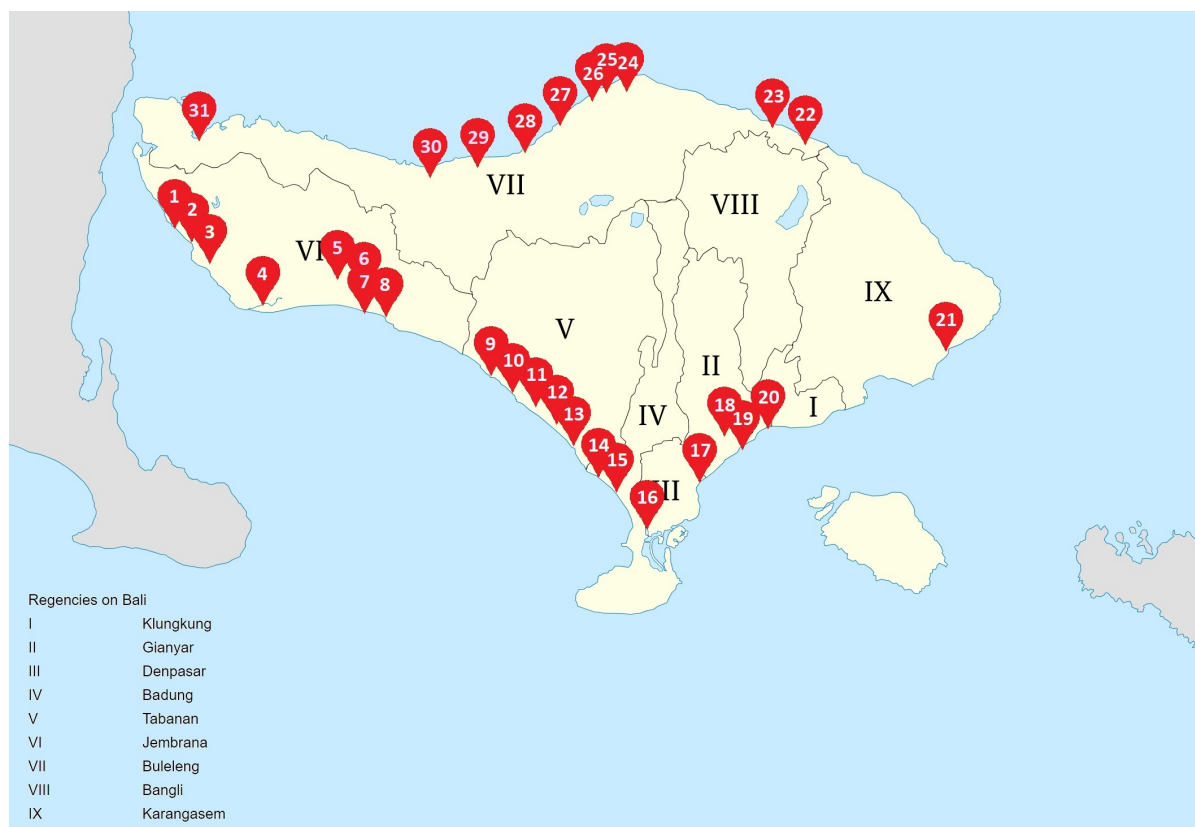 31
30
29
28
27
26
25
24
23
22
VII
VIII
1
2
3
4
VI
5
6
7
8
IX
21
V
9
10
11
12
13
II
18
19
20
I
IV
14
15
16
III
17
Regencies on Bali
I Klungkung
II Gianyar
III Denpasar
IV Badung
V Tabanan
VI Jembrana
VII Buleleng
VIII Bangli
IX Karangasem